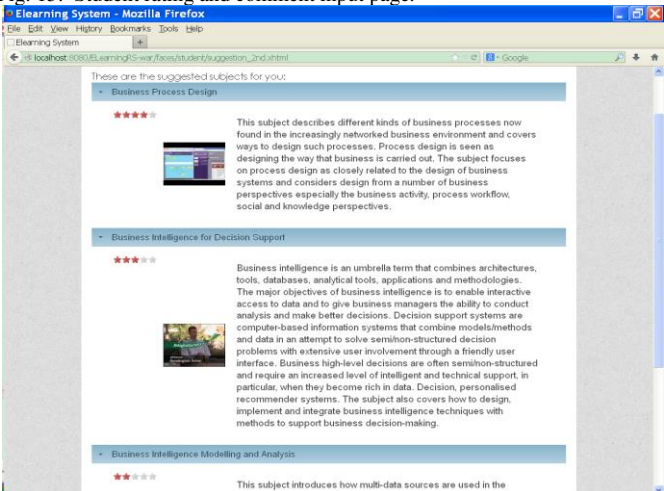 Fig. 15. Student rating and comment input page.
Elearning System - Mozilla Firefox
File Edit View History Bookmarks Tools Help
Elearning System
localhost:8080/ELearningRS-war/faces/student/suggestion_2nd.xhtml
Google
These are the suggested subjects for you:
Business Process Design
This subject describes different kinds of business processes now
found in the increasingly networked business environment and covers
ways to design such processes. Process design is seen as
designing the way that business is carried out. The subject focuses
on process design as closely related to the design of business
systems and considers design from a number of business
perspectives especially the business activity, process workflow,
social and knowledge perspectives.
Business Intelligence for Decision Support
Business intelligence is an umbrella term that combines architectures,
tools, databases, analytical tools, applications and methodologies.
The major objectives of business intelligence is to enable interactive
access to data and to give business managers the ability to conduct
analysis and make better decisions. Decision support systems are
computer-based information systems that combine models/methods
and data in an attempt to solve semi/non-structured decision
problems with extensive user involvement through a friendly user
interface. Business high-level decisions are often semi/non-structured
and require an increased level of intelligent and technical support, in
particular, when they become rich in data. Decision, personalised
recommender systems. The subject also covers how to design,
implement and integrate business intelligence techniques with
methods to support business decision-making.
Business Intelligence Modelling and Analysis
This subject introduces how multi-data sources are used in the